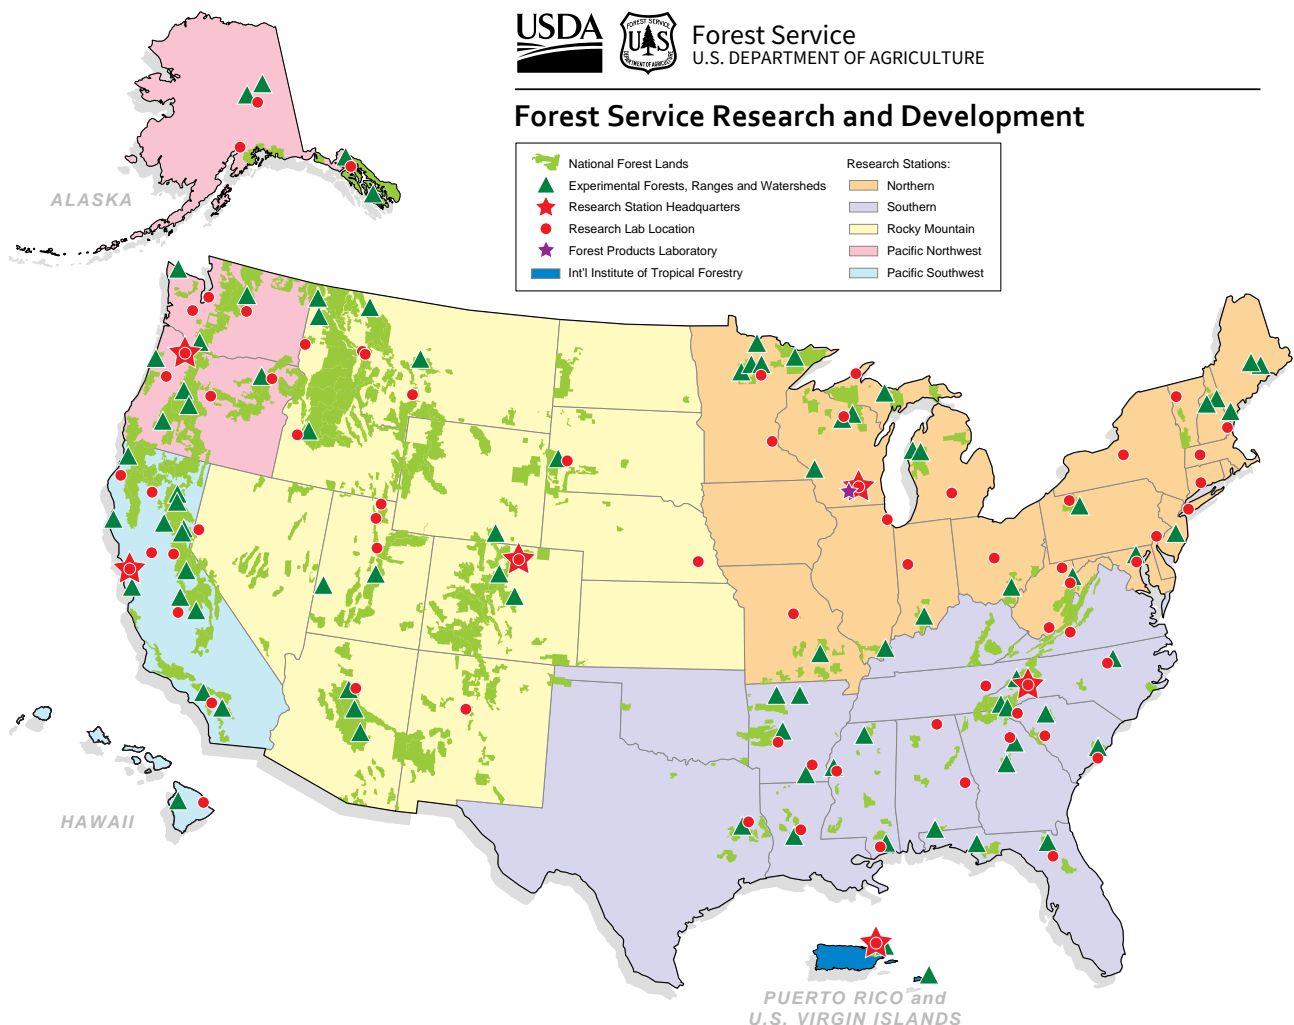 USDA
FOREST SERVICE
U S
DEPARTMENT OF AGRICULTURE
Forest Service
U.S. DEPARTMENT OF AGRICULTURE
Forest Service Research and Development
National Forest Lands
Experimental Forests, Ranges and Watersheds
Research Station Headquarters
Research Lab Location
Forest Products Laboratory
Int'l Institute of Tropical Forestry
Research Stations:
Northern
Southern
Rocky Mountain
Pacific Northwest
Pacific Southwest
ALASKA
HAWAII
PUERTO RICO and
U.S. VIRGIN ISLANDS